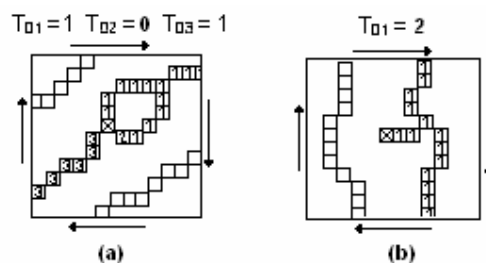 T01 = 1 T02 = 0 T03 = 1
T01 = 2
(a)
(b)